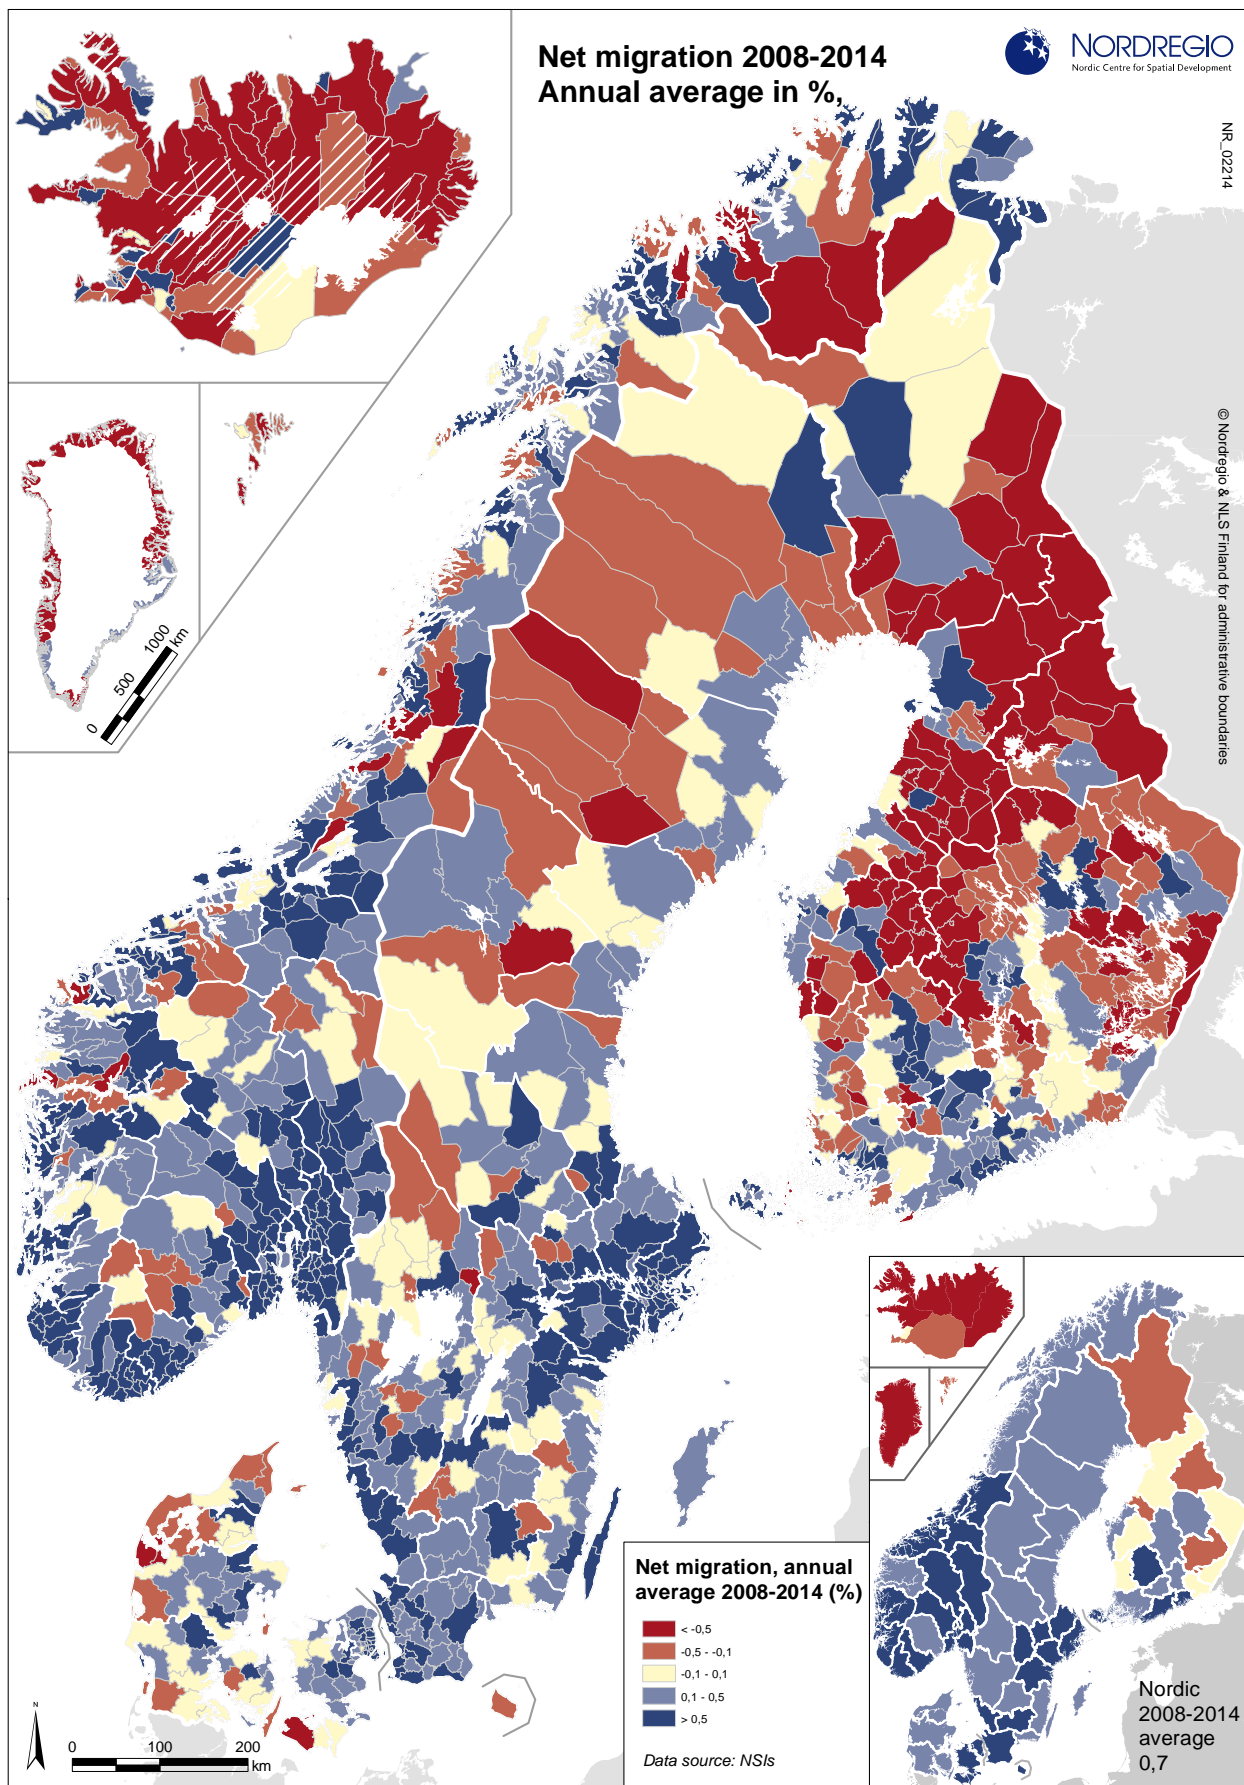 Net migration 2008-2014
Annual average in %,
NORDREGIO
Nordic Centre for Spatial Development
NR_02214
© Nordregio & NLS Finland for administrative boundaries
0 500 1000
km
Net migration, annual
average 2008-2014 (%)
< -0,5
-0,5 - -0,1
-0,1 - 0,1
0,1 - 0,5
> 0,5
Data source: NSIs
Nordic
2008-2014
average
0,7
N
0 100 200
km